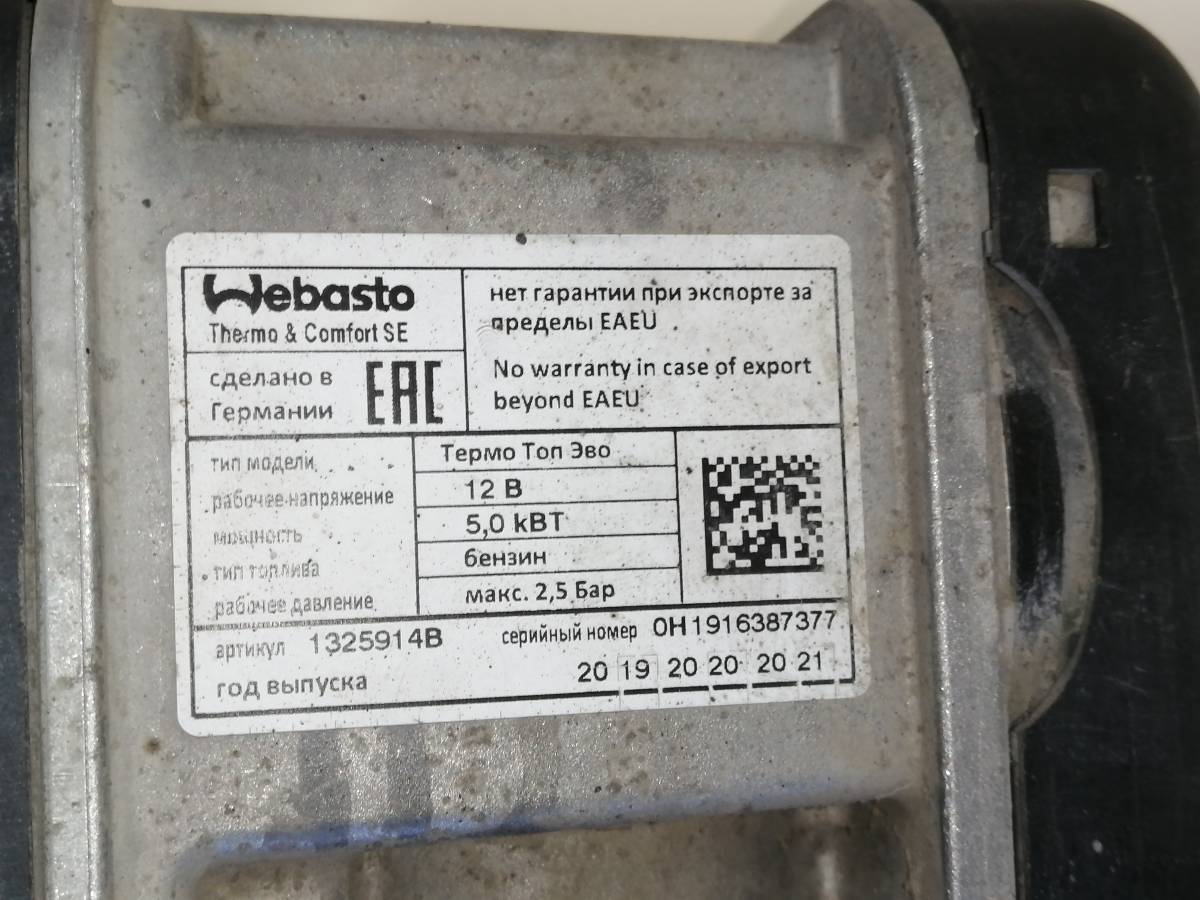 Webasto
Thermo & Comfort SE
сделано в
Германии
EAC
нет гарантии при экспорте за
пределы EAEU
No warranty in case of export
beyond EAEU
тип модели Термо Топ Эво
рабочее напряжение 12 В
мощность 5,0 кВТ
тип топлива бензин
рабочее давление макс. 2,5 Бар
артикул 1325914B серийный номер 0H1916387377
год выпуска 20 19 20 20 20 21